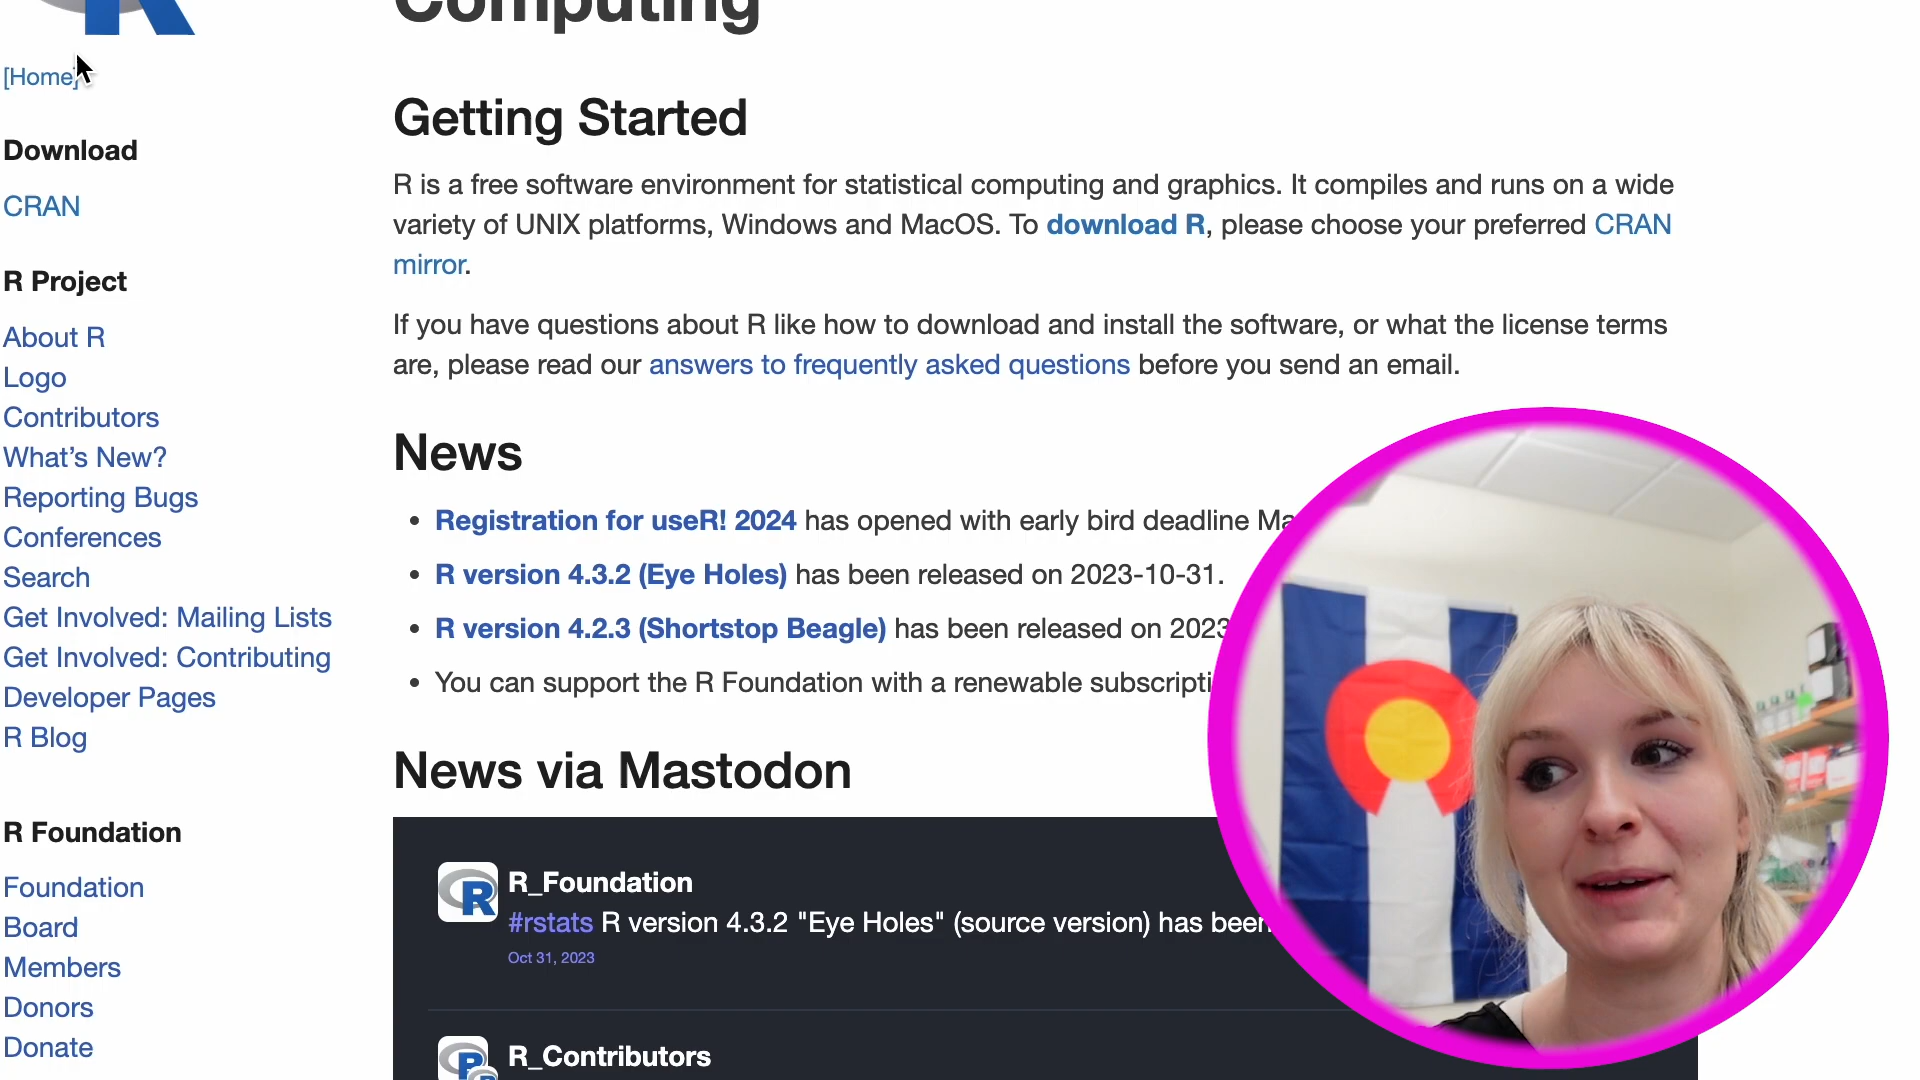 Computing
[Home]
Download
CRAN
R Project
About R
Logo
Contributors
What's New?
Reporting Bugs
Conferences
Search
Get Involved: Mailing Lists
Get Involved: Contributing
Developer Pages
R Blog
R Foundation
Foundation
Board
Members
Donors
Donate
Getting Started
R is a free software environment for statistical computing and graphics. It compiles and runs on a wide
variety of UNIX platforms, Windows and MacOS. To download R, please choose your preferred CRAN
mirror.
If you have questions about R like how to download and install the software, or what the license terms
are, please read our answers to frequently asked questions before you send an email.
News
• Registration for useR! 2024 has opened with early bird deadline
• R version 4.3.2 (Eye Holes) has been released on 2023-10-31.
• R version 4.2.3 (Shortstop Beagle) has been released on 2023
• You can support the R Foundation with a renewable
News via Mastodon
R_Foundation
#rstats R version 4.3.2 "Eye Holes" (source version) has been
Oct 31, 2023
R_Contributors